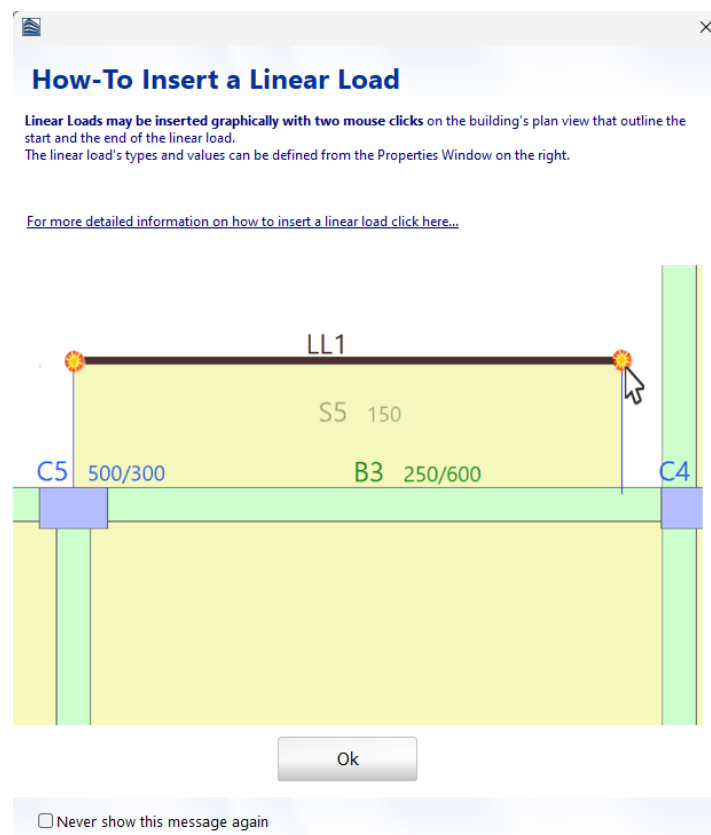 How-To Insert a Linear Load
Linear Loads may be inserted graphically with two mouse clicks on the building's plan view that outline the
start and the end of the linear load.
The linear load's types and values can be defined from the Properties Window on the right.
For more detailed information on how to insert a linear load click here...
LL1
S5 150
C5 500/300 B3 250/600 C4
Ok
Never show this message again